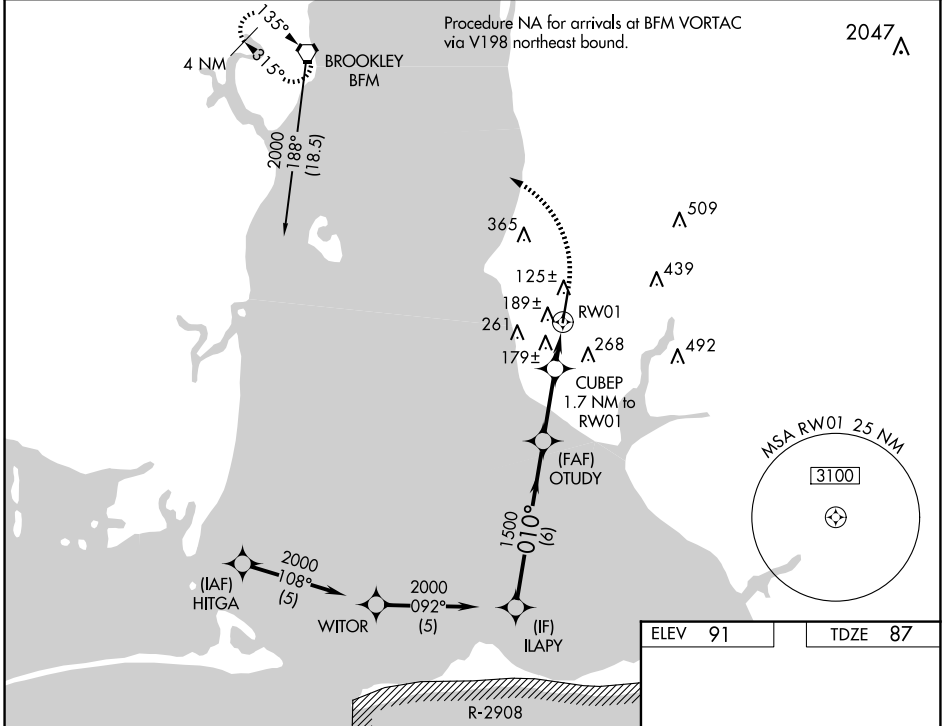 Procedure NA for arrivals at BFM VORTAC
via V198 northeast bound.
2047
135°
315°
4 NM
BROOKLEY
BFM
2000
188°
(18.5)
365
509
125±
439
189±
RW01
261
179±
268
492
CUBEP
1.7 NM to
RW01
MSA RW01 25 NM
3100
(FAF)
OTUDY
1500
010°
(6)
(IAF)
HITGA
2000
108°
(5)
WITOR
2000
092°
(5)
(IF)
ILAPY
ELEV 91
TDZE 87
R-2908